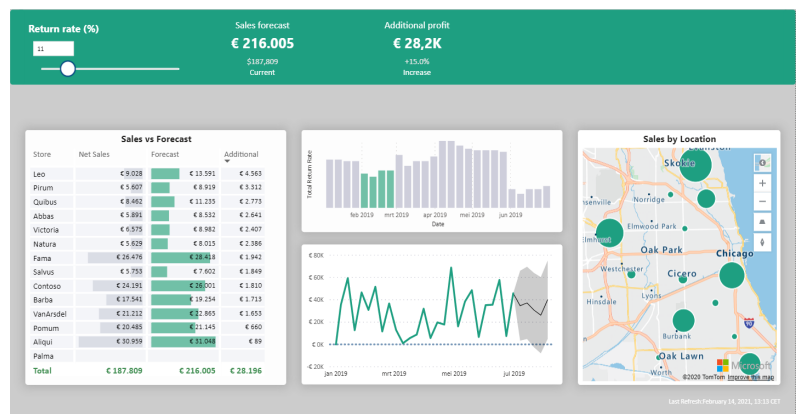 Return rate (%)
11
Sales forecast
€ 216.005
$187,809
Current
Additional profit
€ 28,2K
+15.0%
Increase
Sales vs Forecast
Store Net Sales Forecast Additional
Leo € 9.028 € 13.591 € 4.563
Pirum € 5.607 € 8.919 € 3.312
Quibus € 8.462 € 11.235 € 2.773
Abbas € 5.891 € 8.532 € 2.641
Victoria € 6.575 € 8.982 € 2.407
Natura € 5.629 € 8.015 € 2.386
Fama € 26.476 € 28.418 € 1.942
Salvus € 5.753 € 7.602 € 1.849
Contoso € 24.191 € 26.001 € 1.810
Barba € 17.541 € 19.254 € 1.713
VanArsdel € 21.212 € 22.865 € 1.653
Pomum € 20.485 € 21.145 € 660
Aliqui € 30.959 € 31.048 € 89
Palma
Total € 187.809 € 216.005 € 28.196
Total Return Rate
feb 2019 mrt 2019 apr 2019 mei 2019 jun 2019
Date
€ 80K
€ 60K
€ 40K
€ 20K
€ 0K
-€ 20K
jan 2019 mrt 2019 mei 2019 jul 2019
Sales by Location
Evanston
Skokie
Norridge
Elmwood Park
Elmhurst
Oak Park
Chicago
Westchester
Cicero
Lyons
Hinsdale
90
Burbank
Oak Lawn
Worth
Microsoft
©2020 TomTom Improve this map
Last Refresh February 14, 2021, 12:13 CET